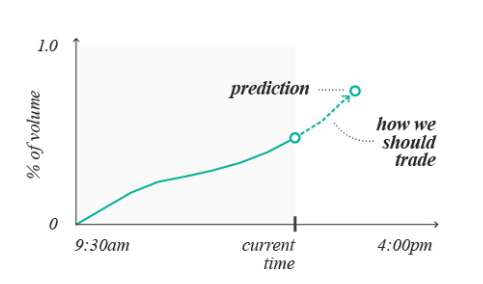 1.0
prediction
how we
should
trade
% of volume
0
9:30am
current
time
4:00pm